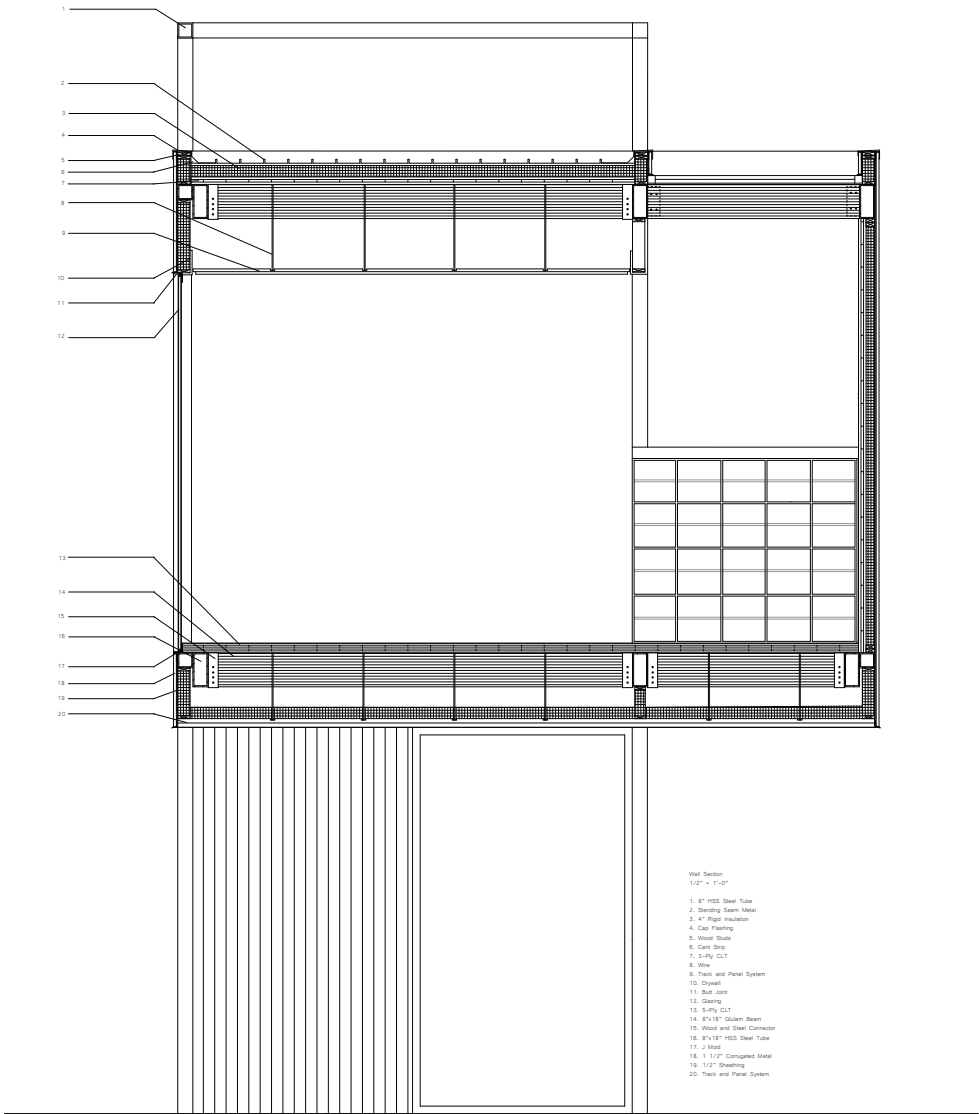 1
2
3
4
5
6
7
8
9
10
11
12
13
14
15
16
17
18
19
20
Wall Section
1/2" = 1'-0"
1. 8" HSS Steel Tube
2. Standing Seam Metal
3. 4" Rigid Insulation
4. Cap Flashing
5. Wood Studs
6. Cant Strip
7. 3-Ply CLT
8. Wire
9. Track and Panel System
10. Drywall
11. Butt Joint
12. Glazing
13. 5-Ply CLT
14. 8"x18" Glulam Beam
15. Wood and Steel Connector
16. 8"x18" HSS Steel Tube
17. J Mold
18. 1 1/2" Corrugated Metal
19. 1/2" Sheathing
20. Track and Panel System